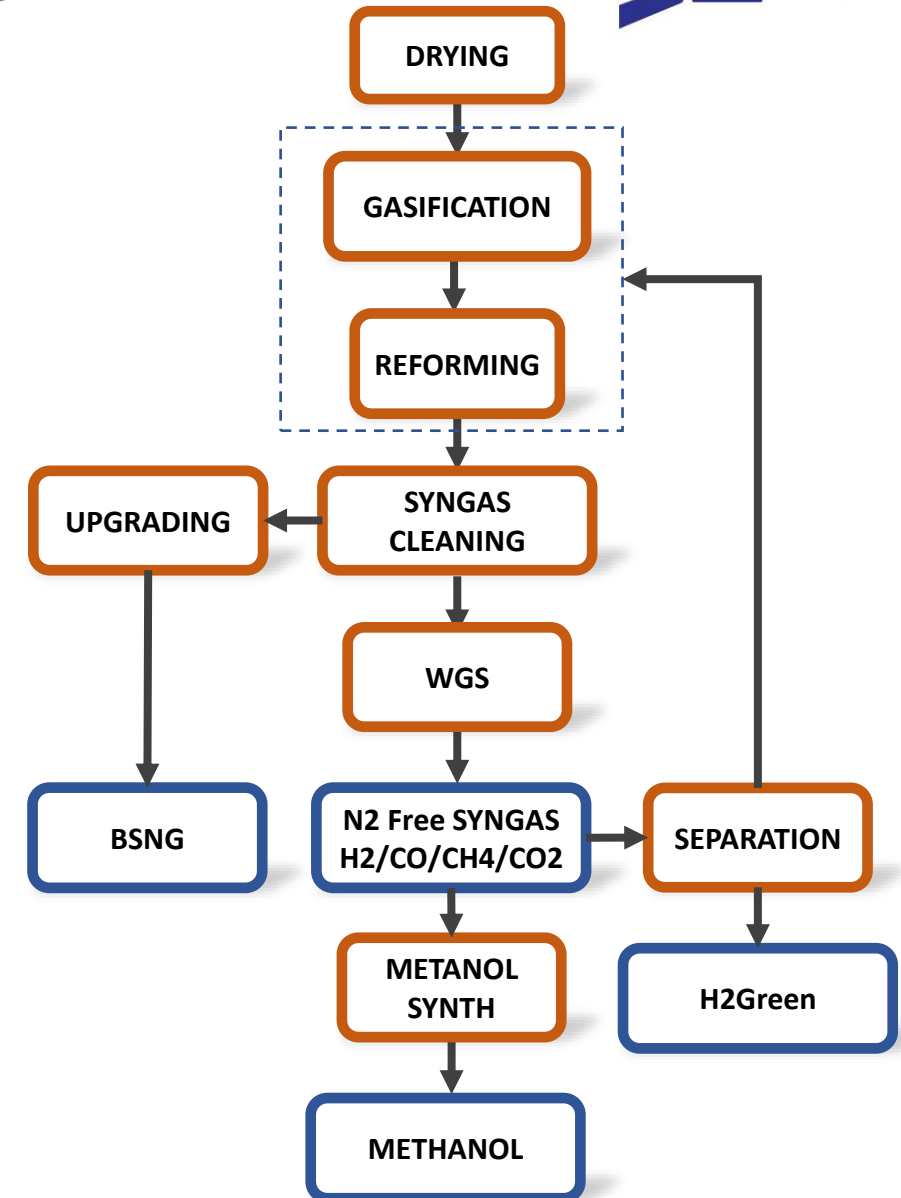 DRYING
GASIFICATION
REFORMING
UPGRADING
SYNGAS
CLEANING
WGS
BSNG
N2 Free SYNGAS
H2/CO/CH4/CO2
SEPARATION
METANOL
SYNTH
H2Green
METHANOL